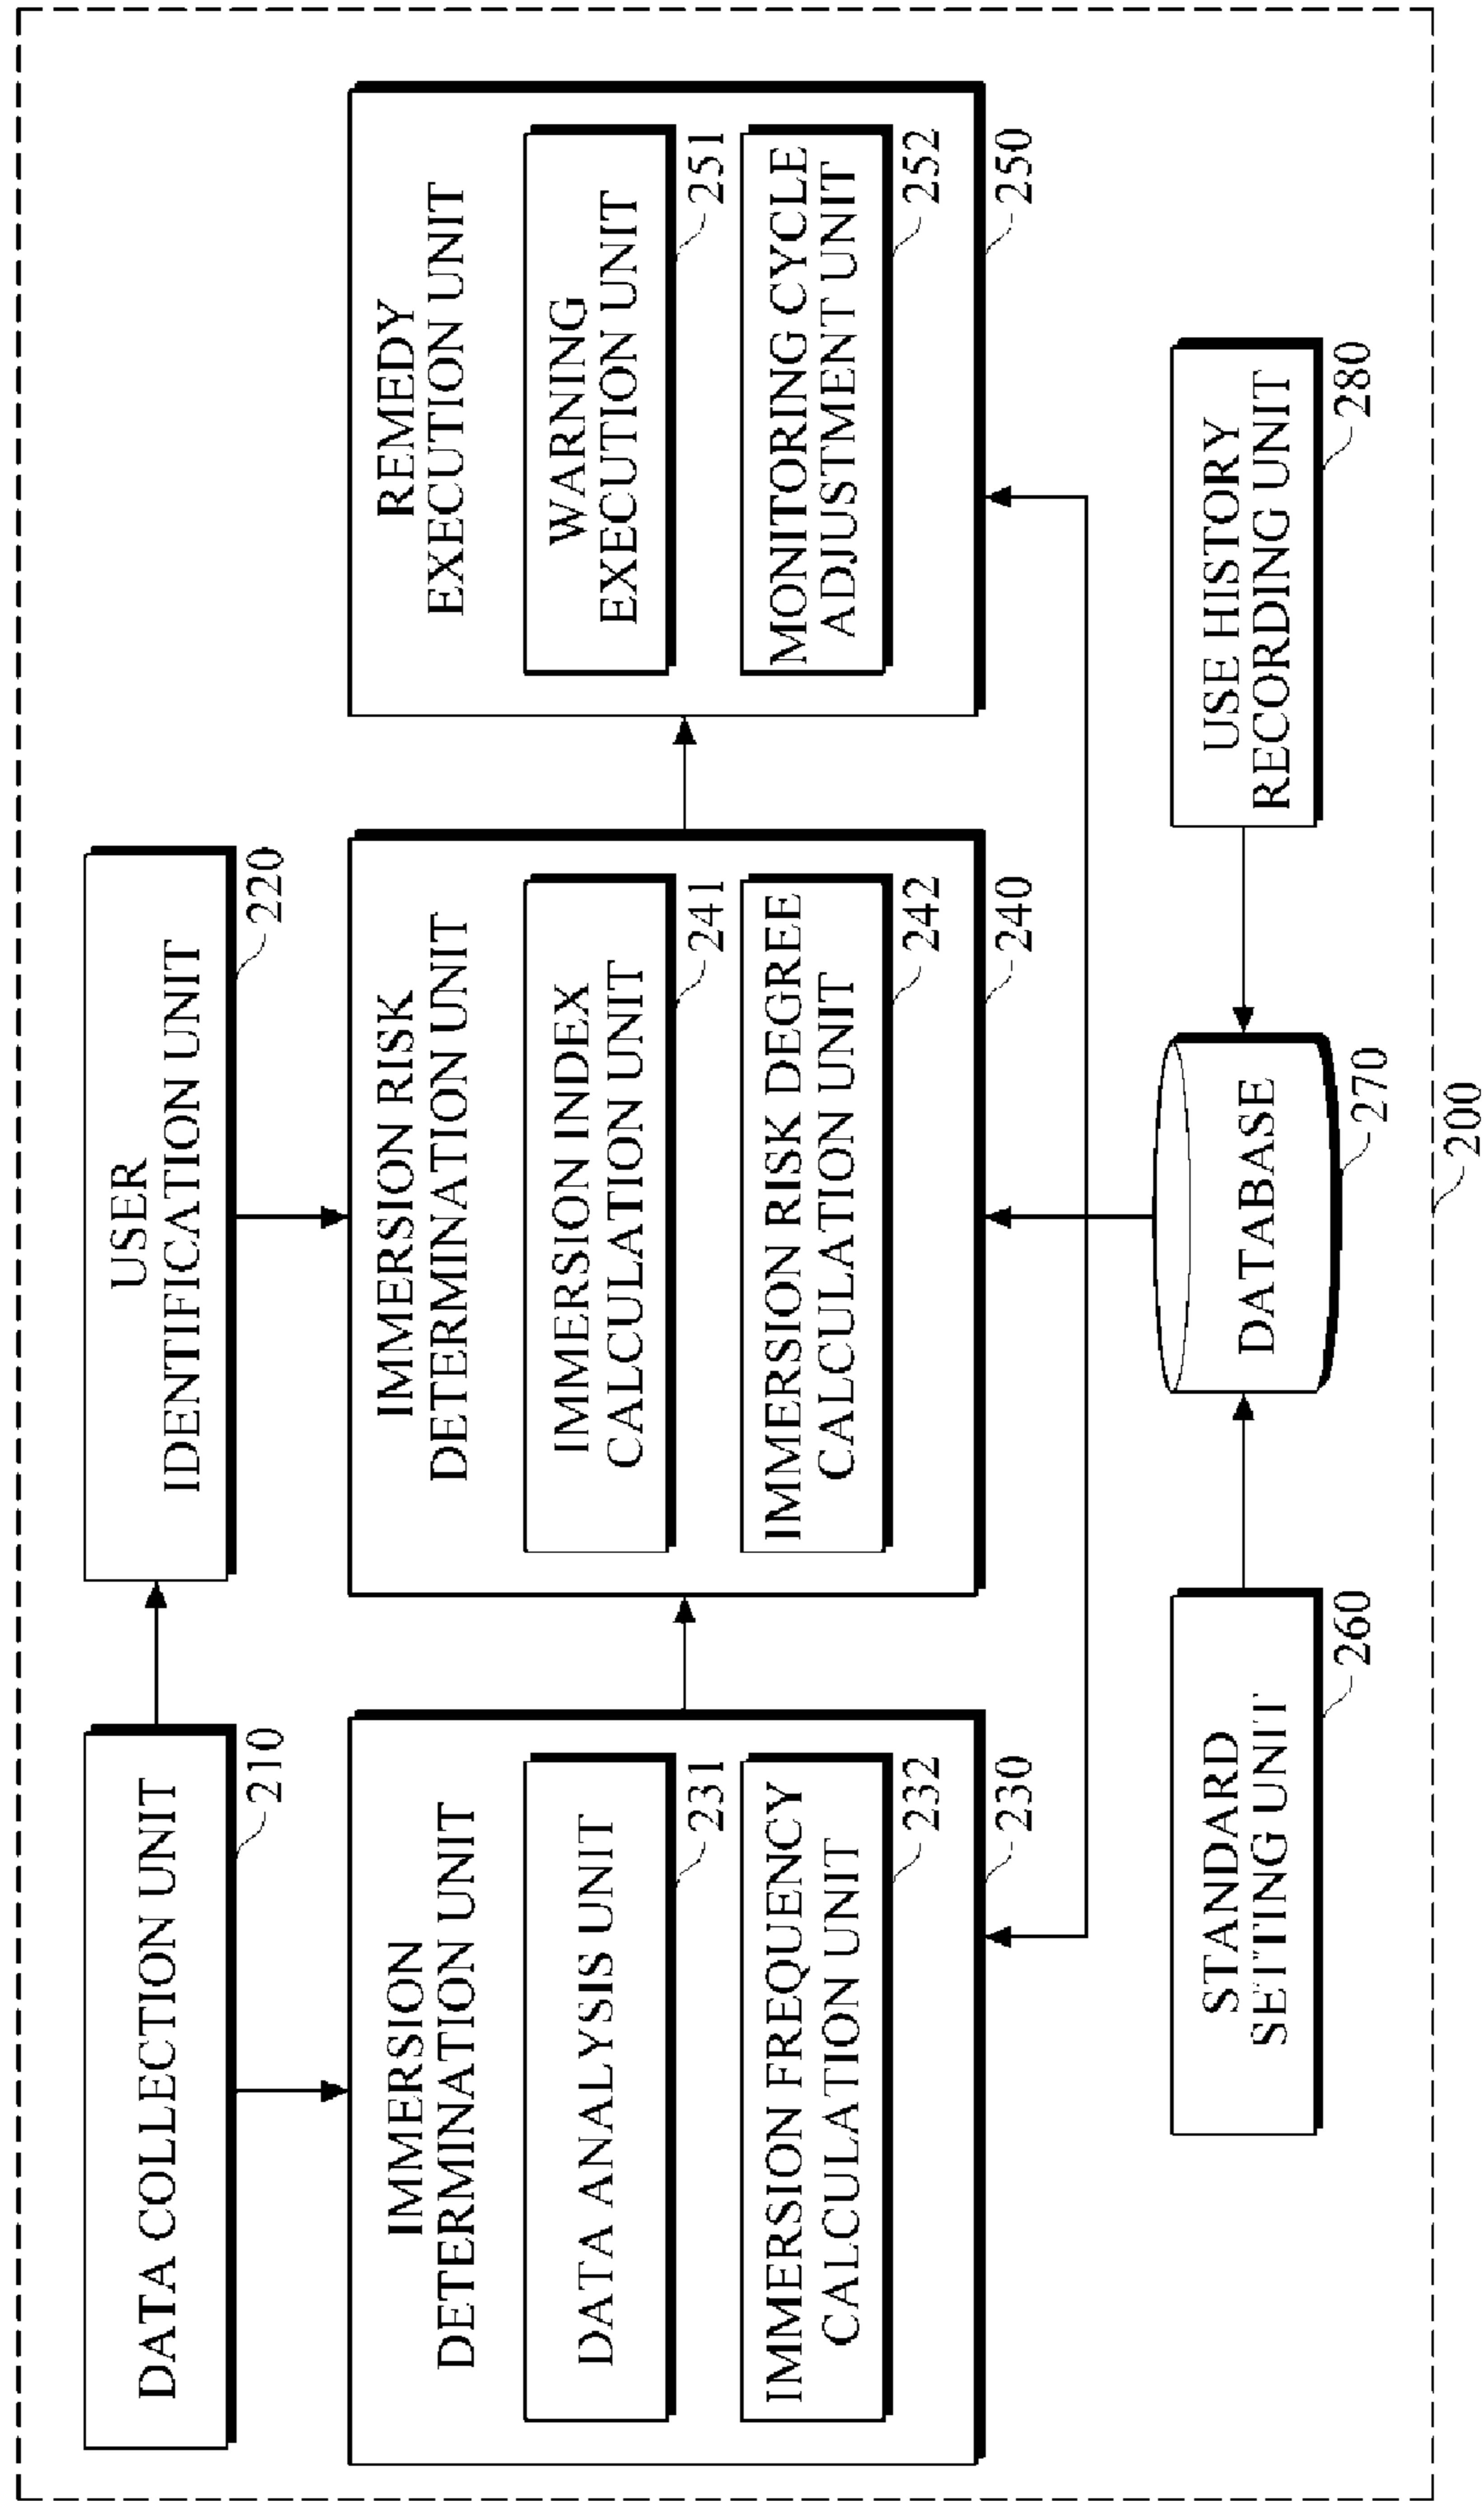 DATA COLLECTION UNIT
210
USER
IDENTIFICATION UNIT
220
IMMERSION
DETERMINATION UNIT
DATA ANALYSIS UNIT
231
IMMERSION FREQUENCY
CALCULATION UNIT
232
230
IMMERSION RISK
DETERMINATION UNIT
IMMERSION INDEX
CALCULATION UNIT
241
IMMERSION RISK DEGREE
CALCULATION UNIT
242
240
REMEDY
EXECUTION UNIT
WARNING
EXECUTION UNIT
251
MONITORING CYCLE
ADJUSTMENT UNIT
252
250
STANDARD
SETTING UNIT
260
DATABASE
270
USE HISTORY
RECORDING UNIT
280
200